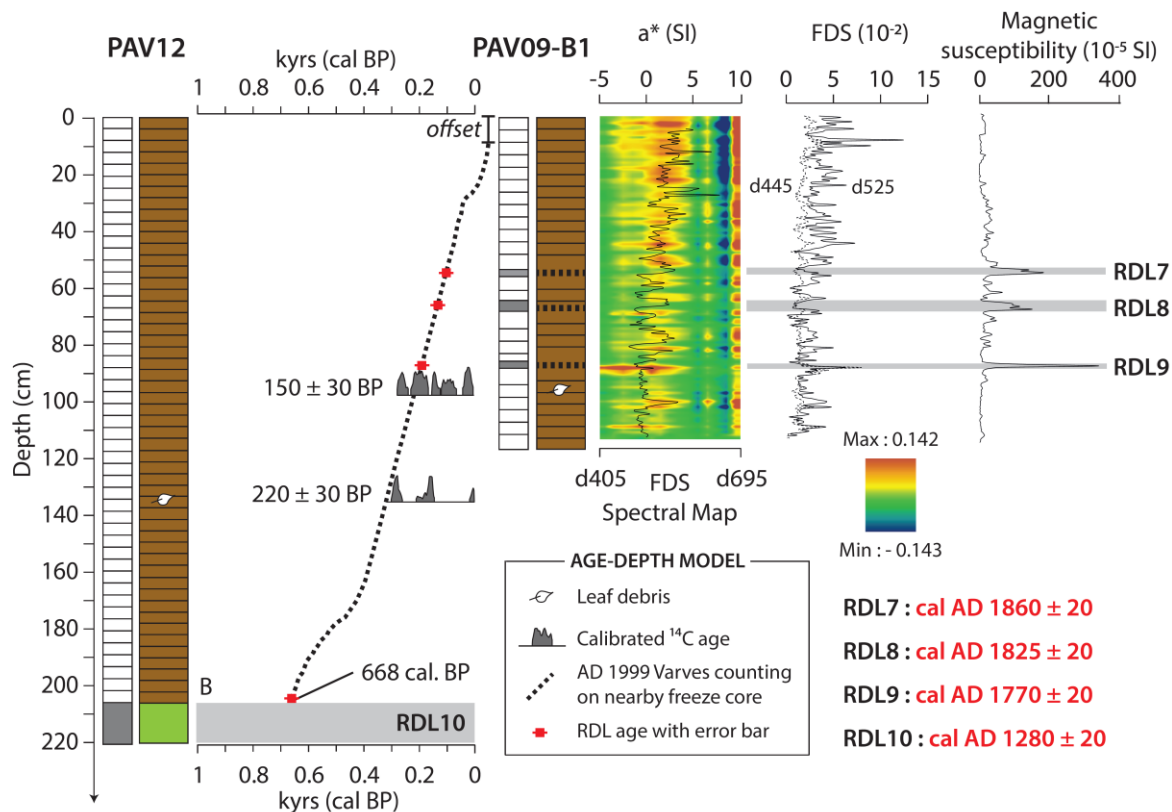 PAV12
kyrs (cal BP)
1 0.8 0.6 0.4 0.2 0
PAV09-B1
a* (SI)
-5 0 5 10
FDS (10⁻²)
0 5 10 15
Magnetic
susceptibility (10⁻⁵ SI)
0 200 400
Depth (cm)
0
20
40
60
80
100
120
140
160
180
200
220
offset
d445
d525
RDL7
RDL8
RDL9
150 ± 30 BP
220 ± 30 BP
668 cal. BP
B
RDL10
1 0.8 0.6 0.4 0.2 0
kyrs (cal BP)
d405 FDS d695
Spectral Map
Max : 0.142
Min : - 0.143
AGE-DEPTH MODEL
Leaf debris
Calibrated ¹⁴C age
AD 1999 Varves counting
on nearby freeze core
RDL age with error bar
RDL7 : cal AD 1860 ± 20
RDL8 : cal AD 1825 ± 20
RDL9 : cal AD 1770 ± 20
RDL10: cal AD 1280 ± 20